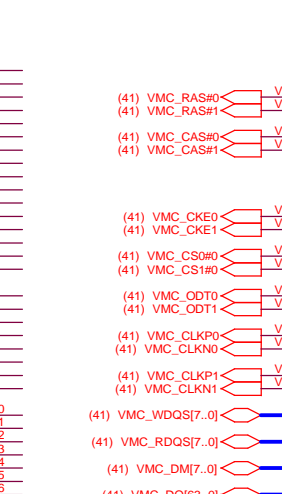 (41) VMC_RAS#0
(41) VMC_RAS#1
(41) VMC_CAS#0
(41) VMC_CAS#1
(41) VMC_CKE0
(41) VMC_CKE1
(41) VMC_CS0#0
(41) VMC_CS1#0
(41) VMC_ODT0
(41) VMC_ODT1
(41) VMC_CLKP0
(41) VMC_CLKN0
(41) VMC_CLKP1
(41) VMC_CLKN1
(41) VMC_WDQS[7..0]
(41) VMC_RDQS[7..0]
(41) VMC_DM[7..0]